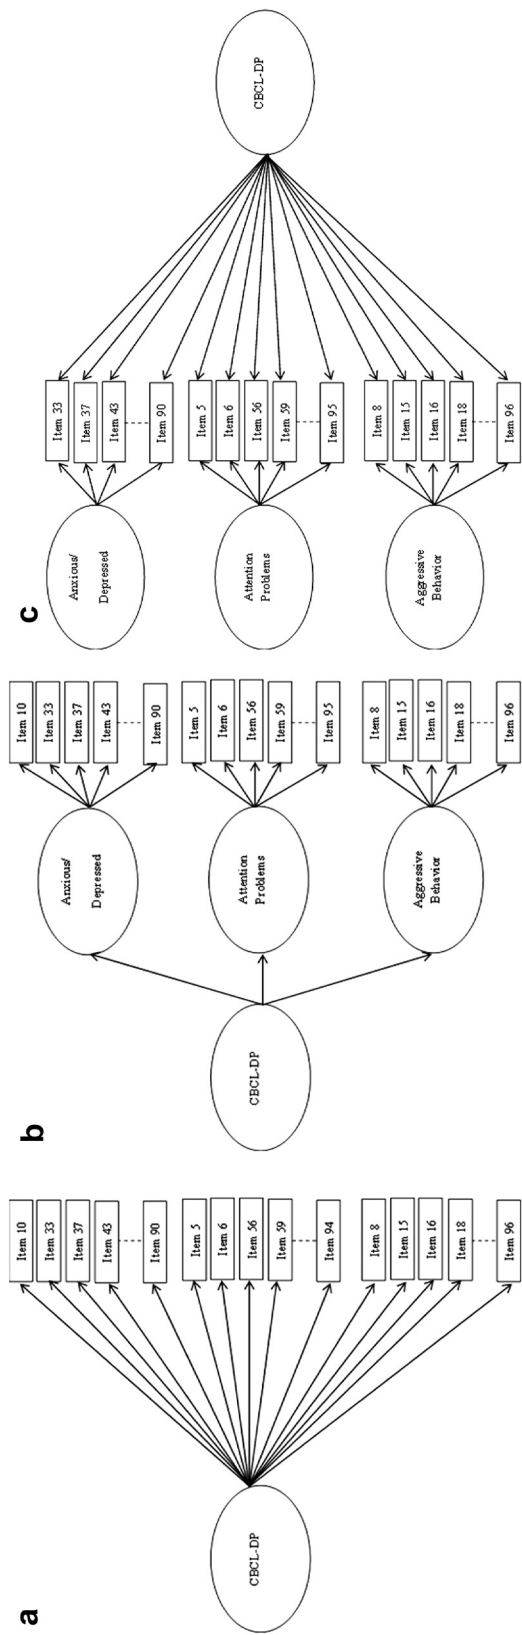 a
CBCL-DP
Item 10
Item 33
Item 37
Item 43
Item 90
Item 5
Item 6
Item 56
Item 59
Item 94
Item 8
Item 15
Item 16
Item 18
Item 96
b
CBCL-DP
Anxious/
Depressed
Attention
Problems
Aggressive
Behavior
Item 10
Item 33
Item 37
Item 43
Item 90
Item 5
Item 6
Item 56
Item 59
Item 95
Item 8
Item 15
Item 16
Item 18
Item 96
c
Anxious/
Depressed
Attention
Problems
Aggressive
Behavior
Item 33
Item 37
Item 43
Item 90
Item 5
Item 6
Item 56
Item 59
Item 95
Item 8
Item 15
Item 16
Item 18
Item 96
CBCL-DP